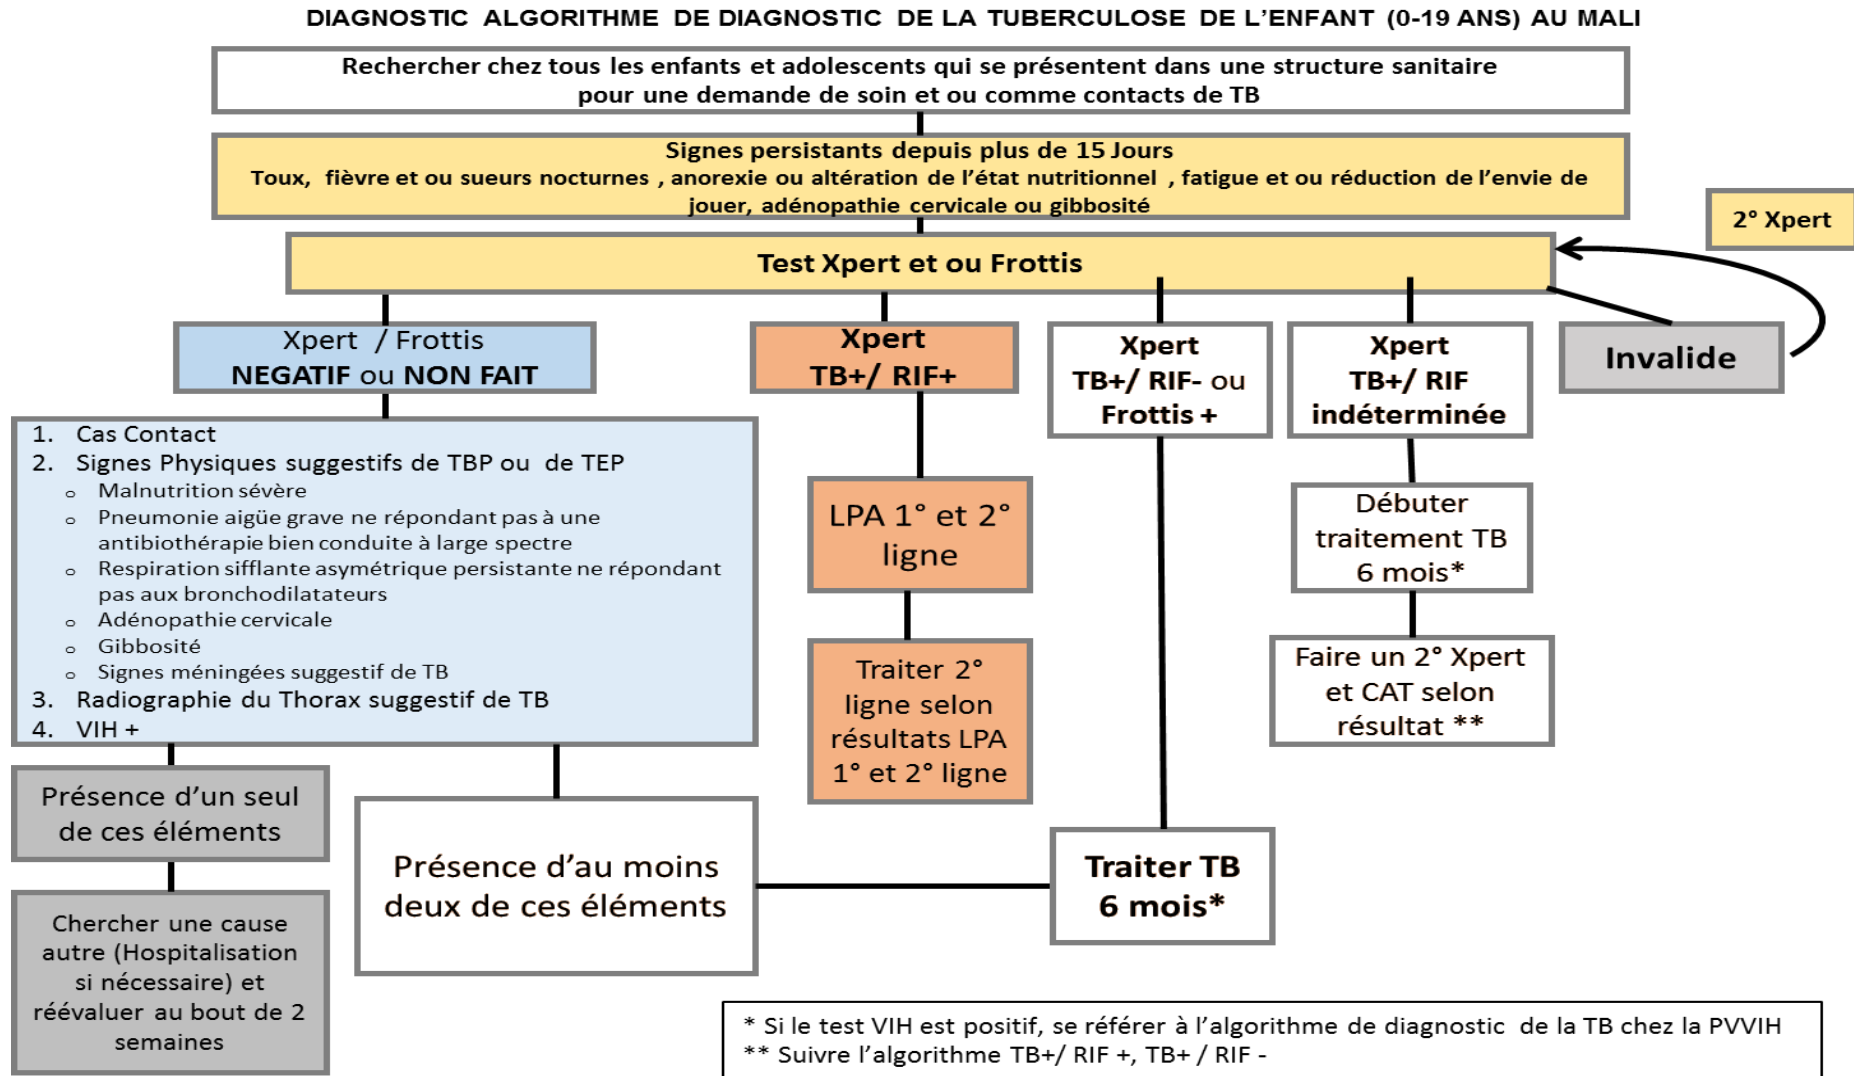 DIAGNOSTIC ALGORITHME DE DIAGNOSTIC DE LA TUBERCULOSE DE L'ENFANT (0-19 ANS) AU MALI
Rechercher chez tous les enfants et adolescents qui se présentent dans une structure sanitaire
pour une demande de soin et ou comme contacts de TB
Signes persistants depuis plus de 15 Jours
Toux, fièvre et ou sueurs nocturnes , anorexie ou altération de l'état nutritionnel , fatigue et ou réduction de l'envie de
jouer, adénopathie cervicale ou gibbosité
2° Xpert
Test Xpert et ou Frottis
Xpert / Frottis
NEGATIF ou NON FAIT
Xpert
TB+/ RIF+
Xpert
TB+/ RIF- ou
Frottis +
Xpert
TB+/ RIF
indéterminée
Invalide
1. Cas Contact
2. Signes Physiques suggestifs de TBP ou de TEP
o Malnutrition sévère
o Pneumonie aigüe grave ne répondant pas à une
antibiothérapie bien conduite à large spectre
o Respiration sifflante asymétrique persistante ne répondant
pas aux bronchodilatateurs
o Adénopathie cervicale
o Gibbosité
o Signes méningées suggestif de TB
3. Radiographie du Thorax suggestif de TB
4. VIH +
LPA 1° et 2°
ligne
Traiter 2°
ligne selon
résultats LPA
1° et 2° ligne
Débuter
traitement TB
6 mois*
Faire un 2° Xpert
et CAT selon
résultat **
Présence d'un seul
de ces éléments
Chercher une cause
autre (Hospitalisation
si nécessaire) et
réévaluer au bout de 2
semaines
Présence d'au moins
deux de ces éléments
Traiter TB
6 mois*
* Si le test VIH est positif, se référer à l'algorithme de diagnostic de la TB chez la PVVIH
** Suivre l'algorithme TB+/ RIF +, TB+ / RIF -